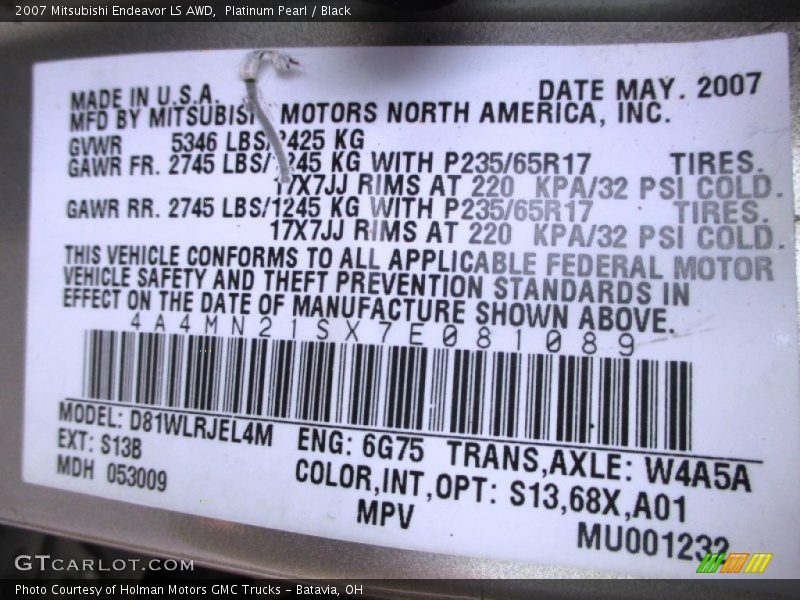 2007 Mitsubishi Endeavor LS AWD, Platinum Pearl / Black
MADE IN U.S.A. DATE MAY. 2007
MFD BY MITSUBISHI MOTORS NORTH AMERICA, INC.
GVWR 5346 LBS/2425 KG
GAWR FR. 2745 LBS/1245 KG WITH P235/65R17 TIRES.
17X7JJ RIMS AT 220 KPA/32 PSI COLD.
GAWR RR. 2745 LBS/1245 KG WITH P235/65R17 TIRES.
17X7JJ RIMS AT 220 KPA/32 PSI COLD.
THIS VEHICLE CONFORMS TO ALL APPLICABLE FEDERAL MOTOR
VEHICLE SAFETY AND THEFT PREVENTION STANDARDS IN
EFFECT ON THE DATE OF MANUFACTURE SHOWN ABOVE.
4A4MN21SX7E081089
MODEL: D81WLRJEL4M ENG: 6G75 TRANS,AXLE: W4A5A
EXT: S13B COLOR,INT,OPT: S13,68X,A01
MDH 053009 MPV MU001232
GTCARLOT.COM
Photo Courtesy of Holman Motors GMC Trucks - Batavia, OH